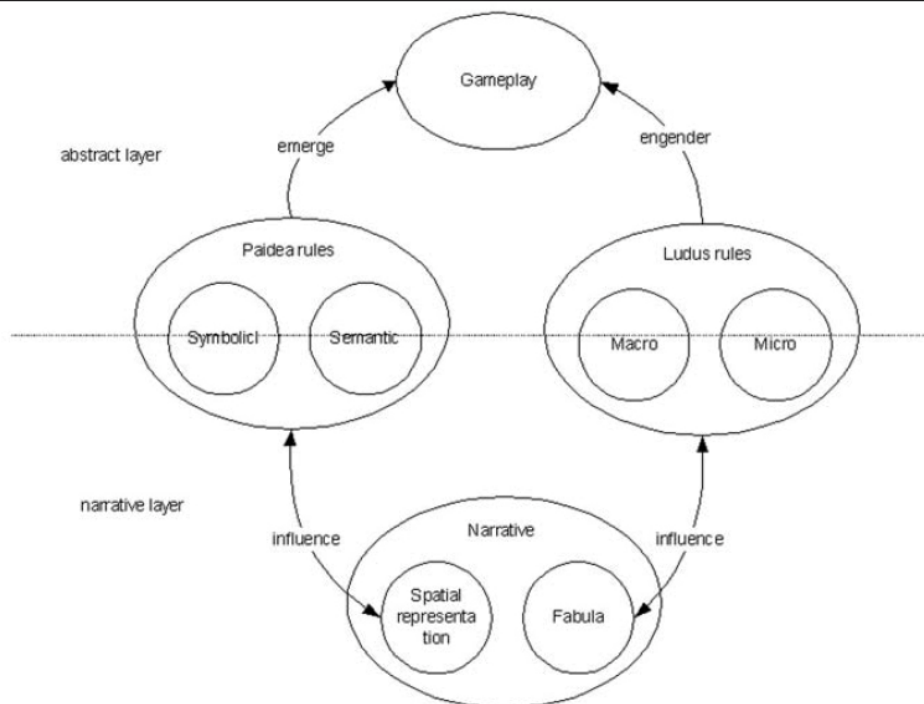 Gameplay
emerge
engender
abstract layer
Paidea rules
Ludus rules
Symbolicl
Semantic
Macro
Micro
narrative layer
Narrative
influence
influence
Spatial
representa
tion
Fabula